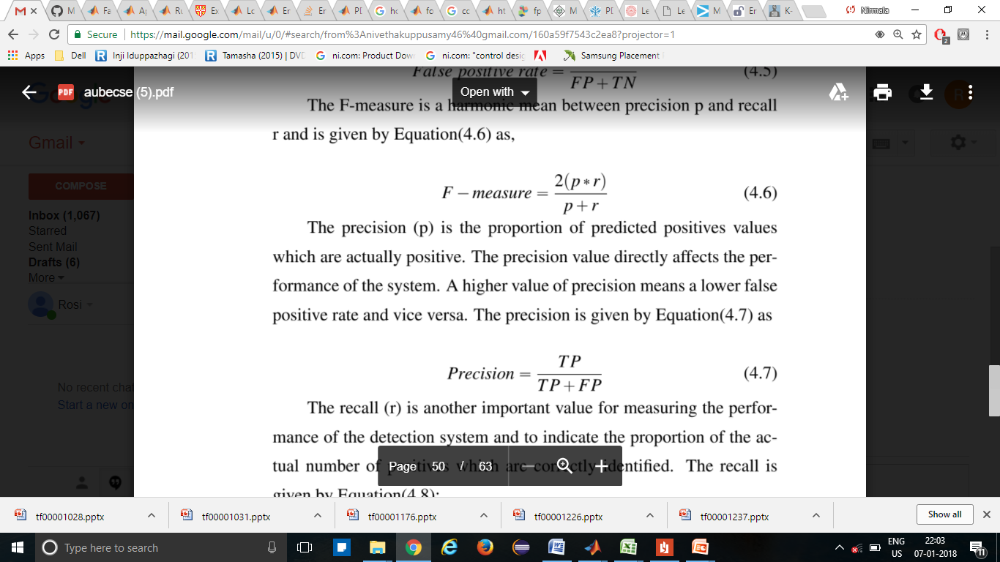 M
Fa
Ap
Ru
Ex
Lo
Er
Er
PD
ho
fo
cc
ht
fp
M
PD
Le
Le
M
Er
K-
Nirmala
Secure
https://mail.google.com/mail/u/0/#search/from%3Anivethakuppusamy46%40gmail.com/160a59f7543c2ea8?projector=1
2
Apps
Dell
Inji Iduppazhagi (201
Tamasha (2015) | DVD
ni.com: Product Dow
ni.com: "control desig
Samsung Placement
PDF
aubecse (5).pdf
Open with
R
Gmail
COMPOSE
Inbox (1,067)
Starred
Sent Mail
Drafts (6)
More
Rosi
No recent chat
Start a new on
False positive rate = FP + TN (4.5)
The F-measure is a harmonic mean between precision p and recall
r and is given by Equation(4.6) as,
F − measure = 2(p * r) / p + r (4.6)
The precision (p) is the proportion of predicted positives values
which are actually positive. The precision value directly affects the per-
formance of the system. A higher value of precision means a lower false
positive rate and vice versa. The precision is given by Equation(4.7) as
Precision = TP / TP + FP (4.7)
The recall (r) is another important value for measuring the perfor-
mance of the detection system and to indicate the proportion of the ac-
tual number of positives which are correctly identified. The recall is
given by Equation(4.8):
Page 50 / 63
tf00001028.pptx
tf00001031.pptx
tf00001176.pptx
tf00001226.pptx
tf00001237.pptx
Show all
Type here to search
ENG
US
22:03
07-01-2018
11